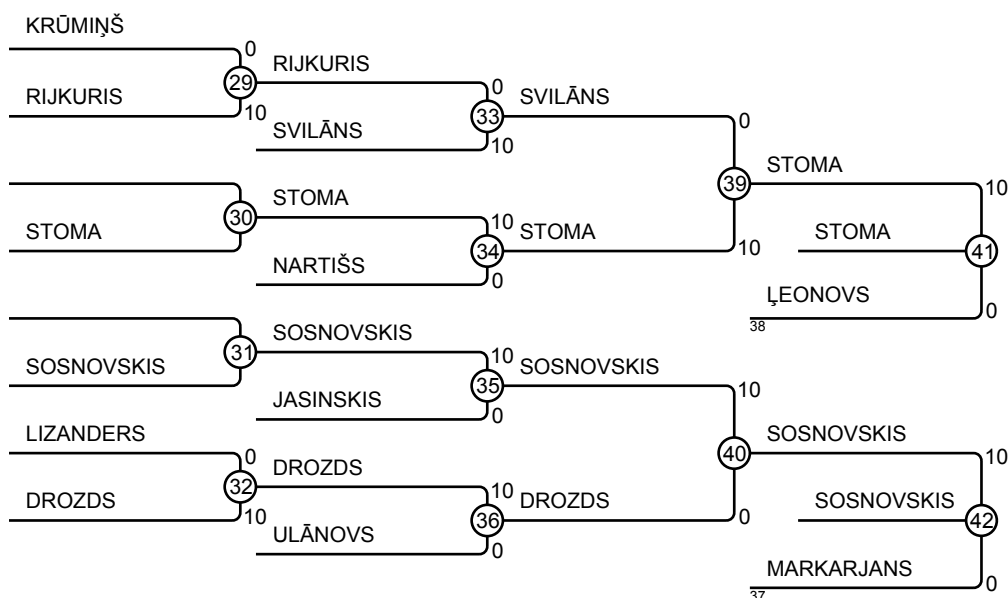 KRŪMIŅŠ
0
RIJKURIS
29
RIJKURIS
10
0
SVILĀNS
33
SVILĀNS
10
0
STOMA
39
STOMA
30
STOMA
10
10
STOMA
34
STOMA
10
41
NARTIŠS
0
ĻEONOVS
0
38
SOSNOVSKIS
31
SOSNOVSKIS
10
SOSNOVSKIS
35
10
JASINSKIS
0
LIZANDERS
0
SOSNOVSKIS
10
40
DROZDS
32
DROZDS
10
10
DROZDS
36
0
SOSNOVSKIS
42
ULĀNOVS
0
MARKARJANS
0
37